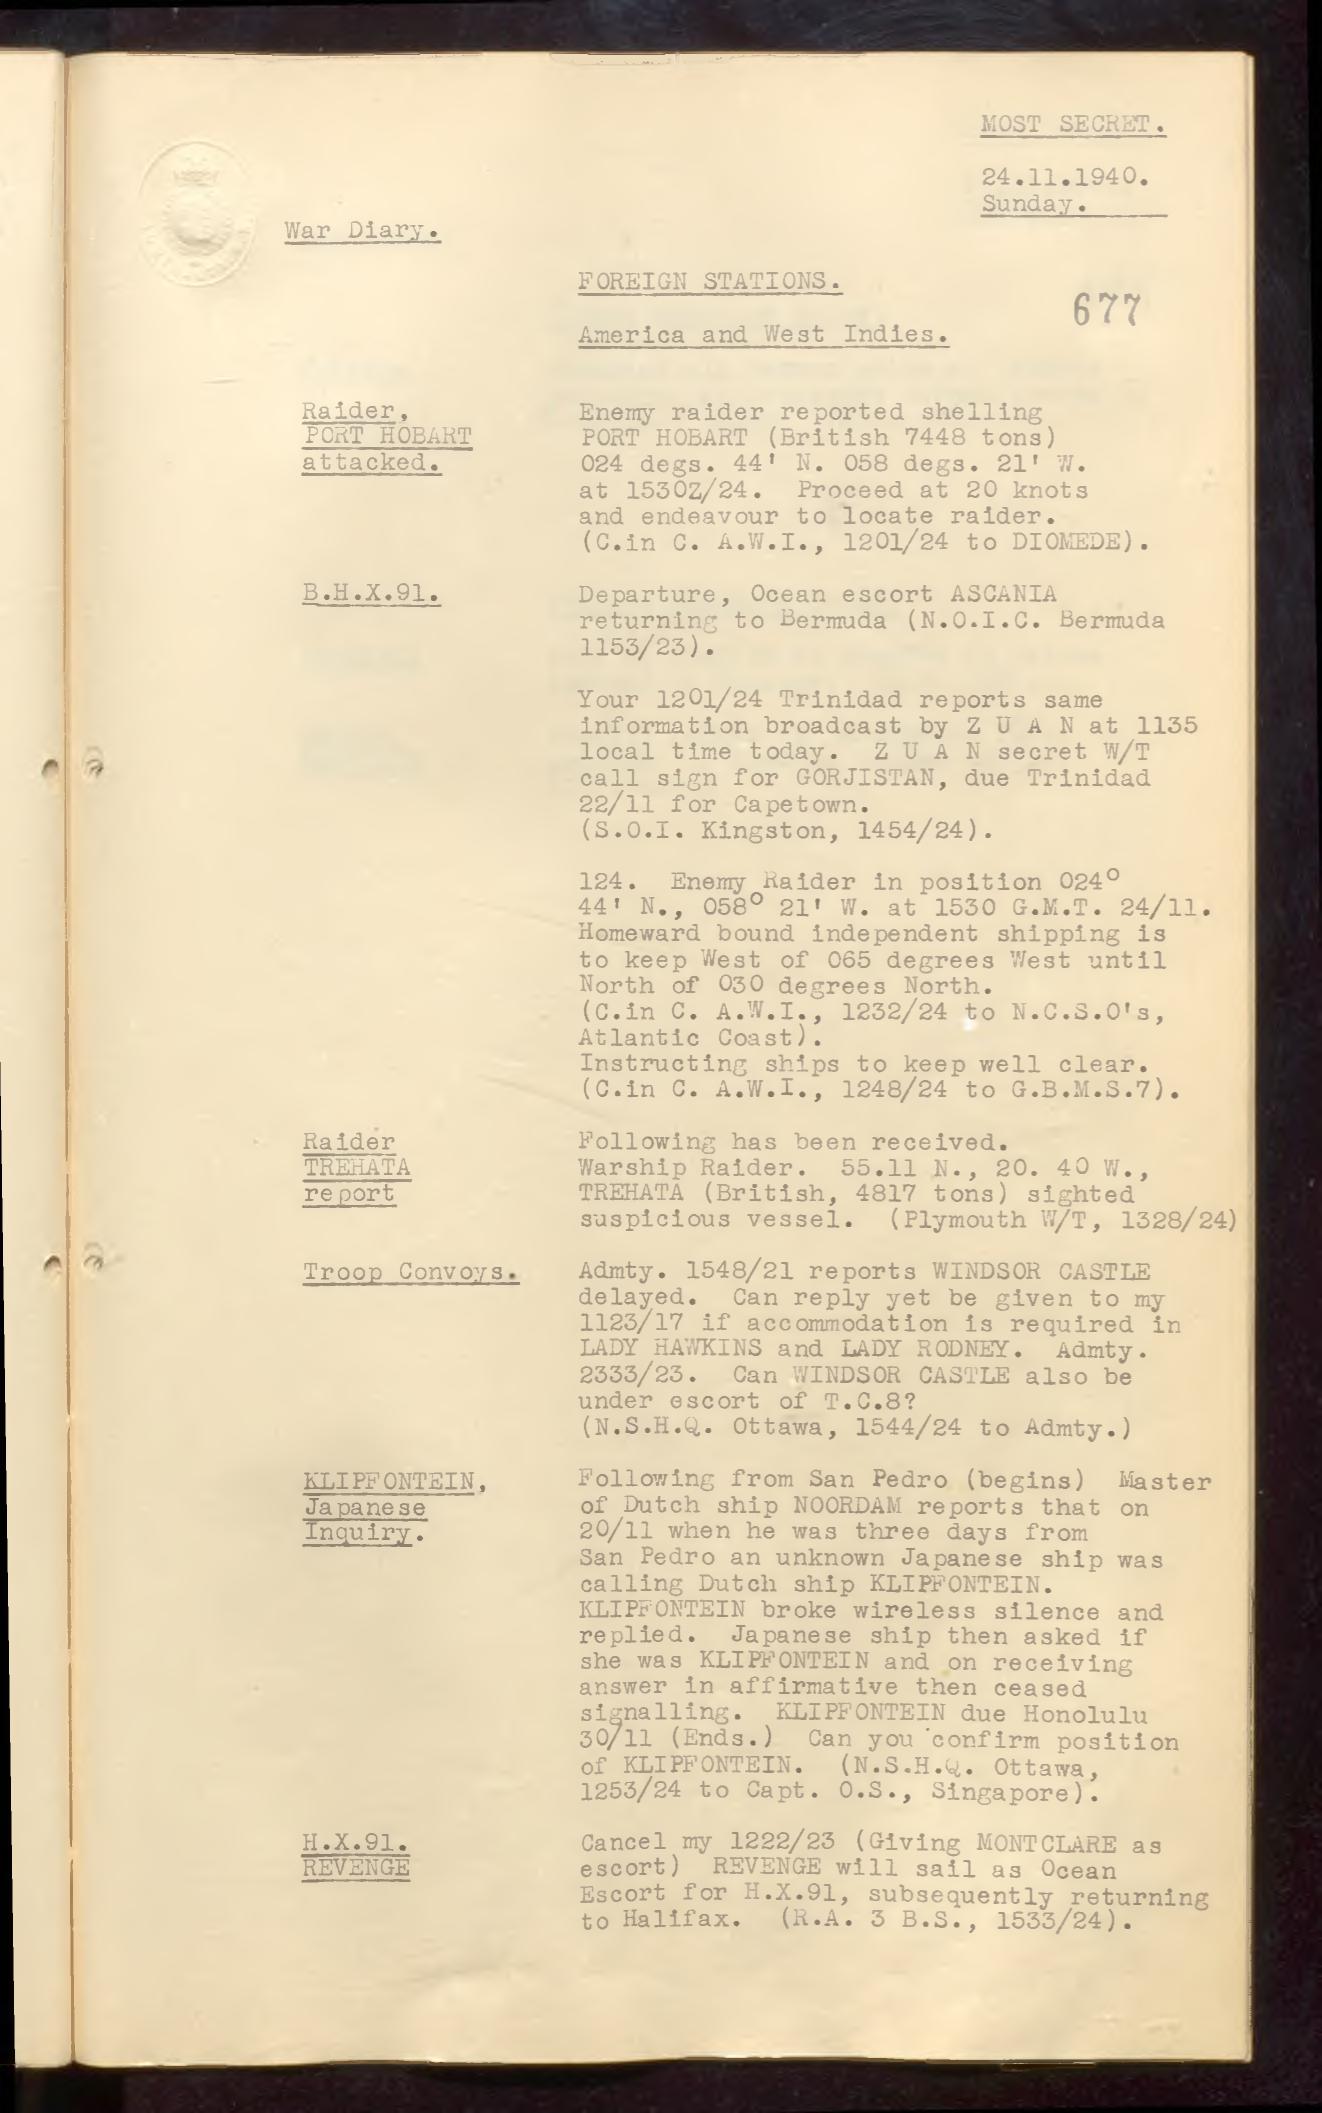 MOST SECRET.
24.11.1940.
Sunday.
War Diary.
FOREIGN STATIONS.
677
America and West Indies.
Raider,
PORT HOBART
attacked.
Enemy raider reported shelling
PORT HOBART (British 7448 tons)
024 degs. 44' N. 058 degs. 21' W.
at 1530Z/24. Proceed at 20 knots
and endeavour to locate raider.
(C.in C. A.W.I., 1201/24 to DIOMEDE).
B.H.X.91.
Departure, Ocean escort ASCANIA
returning to Bermuda (N.O.I.C. Bermuda
1153/23).
Your 1201/24 Trinidad reports same
information broadcast by Z U A N at 1135
local time today. Z U A N secret W/T
call sign for GORJISTAN, due Trinidad
22/11 for Capetown.
(S.O.I. Kingston, 1454/24).
124. Enemy Raider in position 024°
44' N., 058° 21' W. at 1530 G.M.T. 24/11.
Homeward bound independent shipping is
to keep West of 065 degrees West until
North of 030 degrees North.
(C.in C. A.W.I., 1232/24 to N.C.S.O's,
Atlantic Coast).
Instructing ships to keep well clear.
(C.in C. A.W.I., 1248/24 to G.B.M.S.7).
Raider
TREHATA
report
Following has been received.
Warship Raider. 55.11 N., 20. 40 W.,
TREHATA (British, 4817 tons) sighted
suspicious vessel. (Plymouth W/T, 1328/24)
Troop Convoys.
Admty. 1548/21 reports WINDSOR CASTLE
delayed. Can reply yet be given to my
1123/17 if accommodation is required in
LADY HAWKINS and LADY RODNEY. Admty.
2333/23. Can WINDSOR CASTLE also be
under escort of T.C.8?
(N.S.H.Q. Ottawa, 1544/24 to Admty.)
KLIPFONTEIN,
Japanese
Inquiry.
Following from San Pedro (begins) Master
of Dutch ship NOORDAM reports that on
20/11 when he was three days from
San Pedro an unknown Japanese ship was
calling Dutch ship KLIPFONTEIN.
KLIPFONTEIN broke wireless silence and
replied. Japanese ship then asked if
she was KLIPFONTEIN and on receiving
answer in affirmative then ceased
signalling. KLIPFONTEIN due Honolulu
30/11 (Ends.) Can you confirm position
of KLIPFONTEIN. (N.S.H.Q. Ottawa,
1253/24 to Capt. O.S., Singapore).
H.X.91.
REVENGE
Cancel my 1222/23 (Giving MONTCLARE as
escort) REVENGE will sail as Ocean
Escort for H.X.91, subsequently returning
to Halifax. (R.A. 3 B.S., 1533/24).